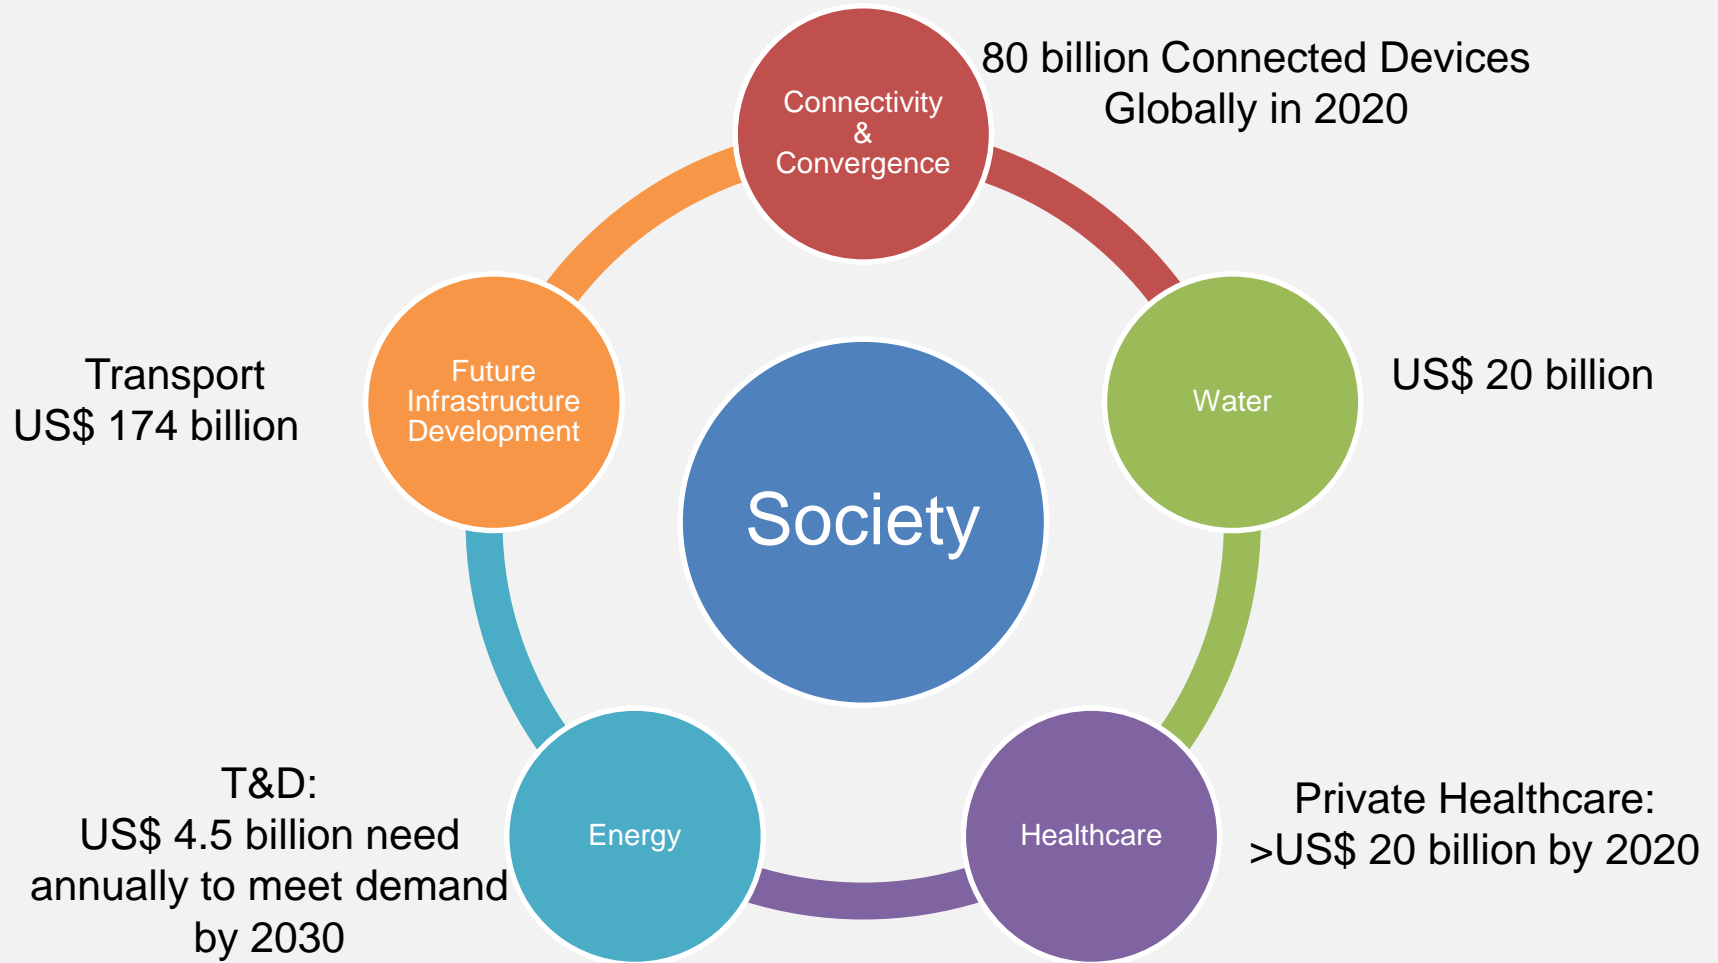 Connectivity
&
Convergence
80 billion Connected Devices
Globally in 2020
Water
US$ 20 billion
Healthcare
Private Healthcare:
>US$ 20 billion by 2020
Energy
T&D:
US$ 4.5 billion need
annually to meet demand
by 2030
Future
Infrastructure
Development
Transport
US$ 174 billion
Society